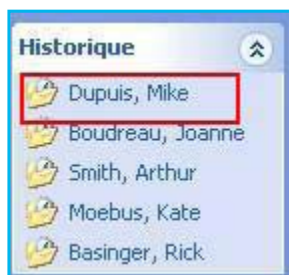 Historique
Dupuis, Mike
Boudreau, Joanne
Smith, Arthur
Moebus, Kate
Basinger, Rick